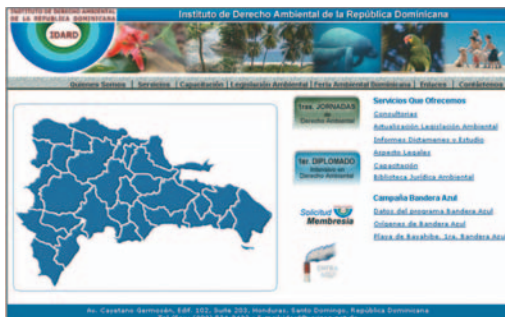 INSTITUTO DE DERECHO AMBIENTAL
DE LA REPUBLICA DOMINICANA
IDARD
Instituto de Derecho Ambiental de la República Dominicana
Quienes Somos | Servicios | Capacitación | Legislación Ambiental | Feria Ambiental Dominicana | Enlaces | Contáctenos
1ras. JORNADAS
de
Derecho Ambiental
1er. DIPLOMADO
Intensivo en
Derecho Ambiental
Solicitud
Membresía
Servicios Que Ofrecemos
Consultorias
Actualización Legislación Ambiental
Informes Dictamenes o Estudio
Aspecto Legales
Capacitación
Biblioteca Jurídica Ambiental
Campaña Bandera Azul
Datos del programa Bandera Azul
Orígenes de Bandera Azul
Playa de Bayahibe, 1ra. Bandera Azul
Av. Cayetano Germosén, Edif. 102, Suite 203, Honduras, Santo Domingo, República Dominicana